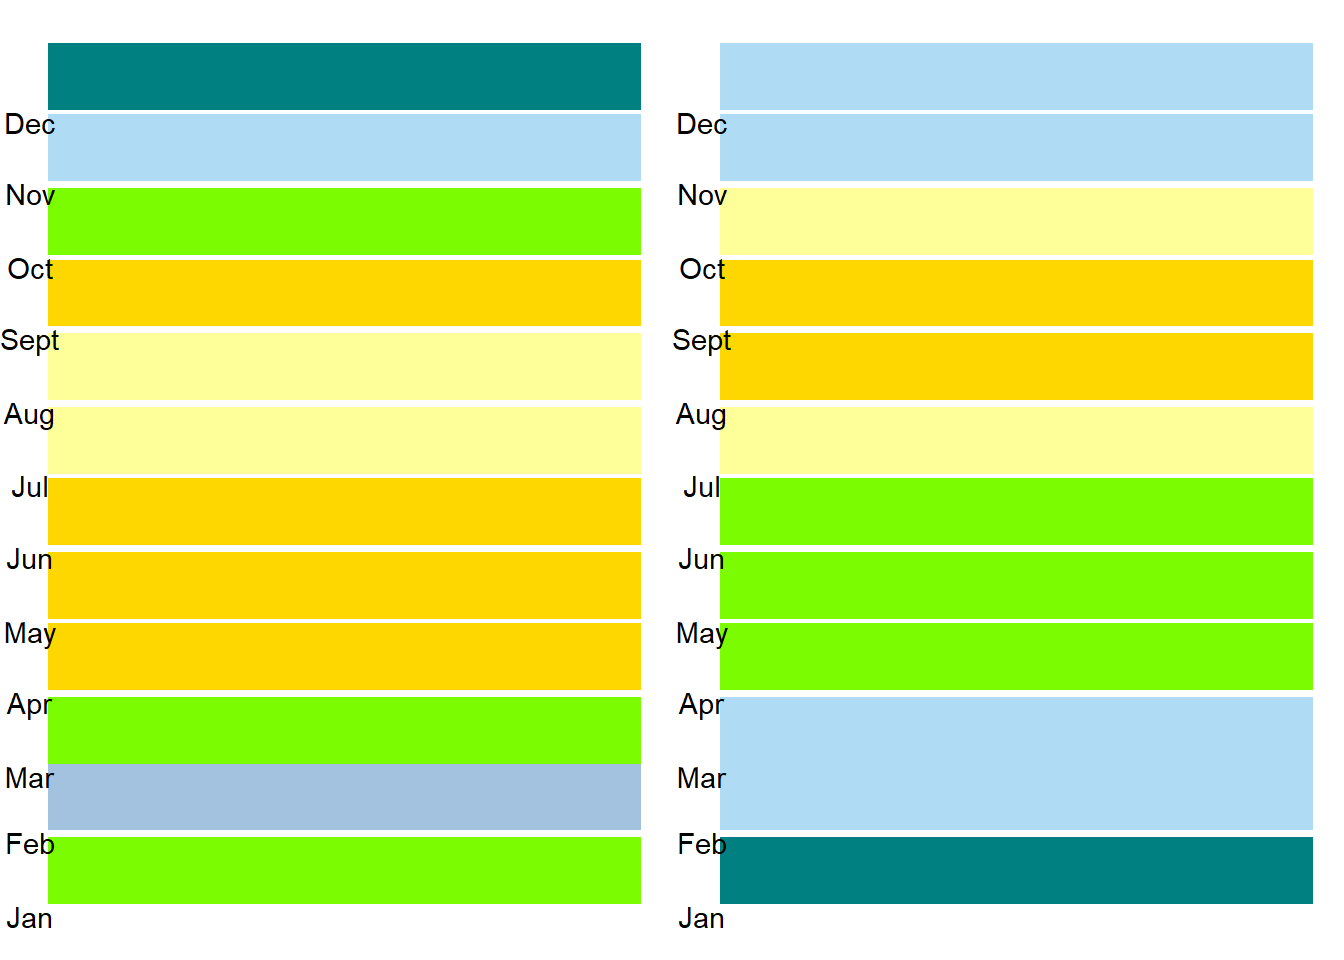 Dec Dec
Nov Nov
Oct Oct
Sept Sept
Aug Aug
Jul Jul
Jun Jun
May May
Apr Apr
Mar Mar
Feb Feb
Jan Jan